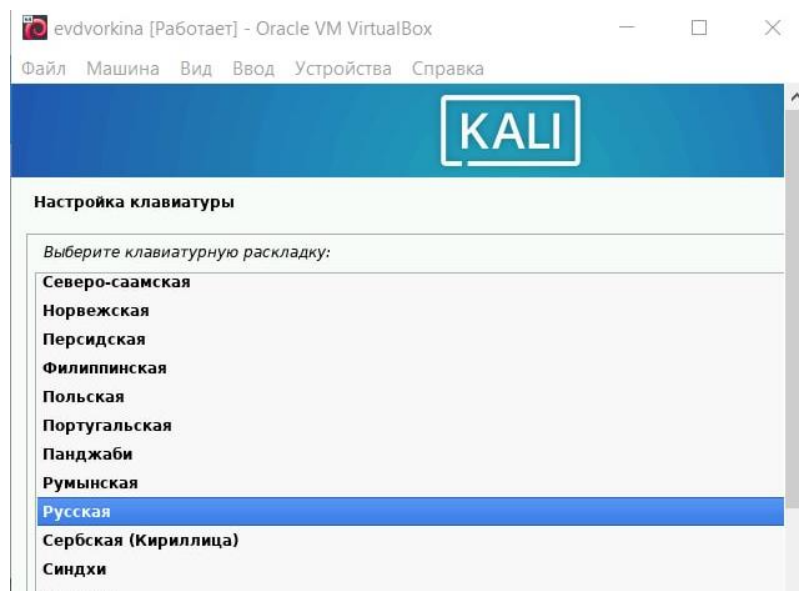 evdvorkina [Работает] - Oracle VM VirtualBox
Файл Машина Вид Ввод Устройства Справка
KALI
Настройка клавиатуры
Выберите клавиатурную раскладку:
Северо-саамская
Норвежская
Персидская
Филиппинская
Польская
Португальская
Панджаби
Румынская
Русская
Сербская (Кириллица)
Синдхи